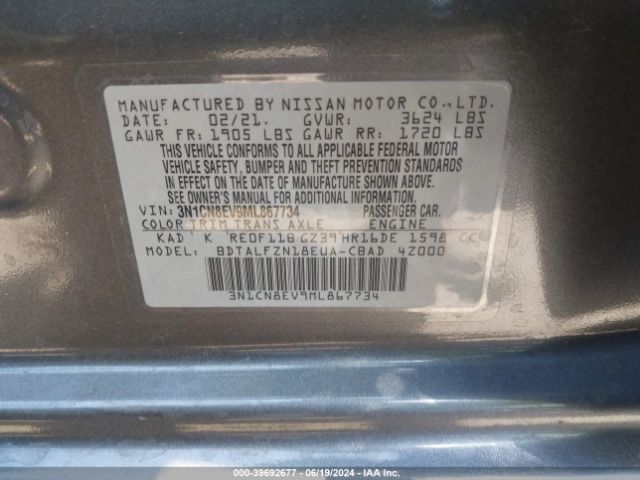 MANUFACTURED BY NISSAN MOTOR CO.,LTD.
DATE: 02/21. GVWR: 3624 LBS
GAWR FR: 1905 LBS GAWR RR: 1720 LBS
THIS VEHICLE CONFORMS TO ALL APPLICABLE FEDERAL MOTOR
VEHICLE SAFETY, BUMPER AND THEFT PREVENTION STANDARDS
IN EFFECT ON THE DATE OF MANUFACTURE SHOWN ABOVE.
SEE OWNER'S MANUAL FOR ADDITIONAL INFORMATION.
VIN: 3N1CN8EV9ML867734 PASSENGER CAR.
COLOR TRIM TRANS AXLE ENGINE
KAD K RE0F11B GZ39 HR16DE 1598 CC
MODEL: BDTALFZN18EUA-CBAD 4Z000
3N1CN8EV9ML867734
000-39692677 - 06/19/2024 - IAA Inc.